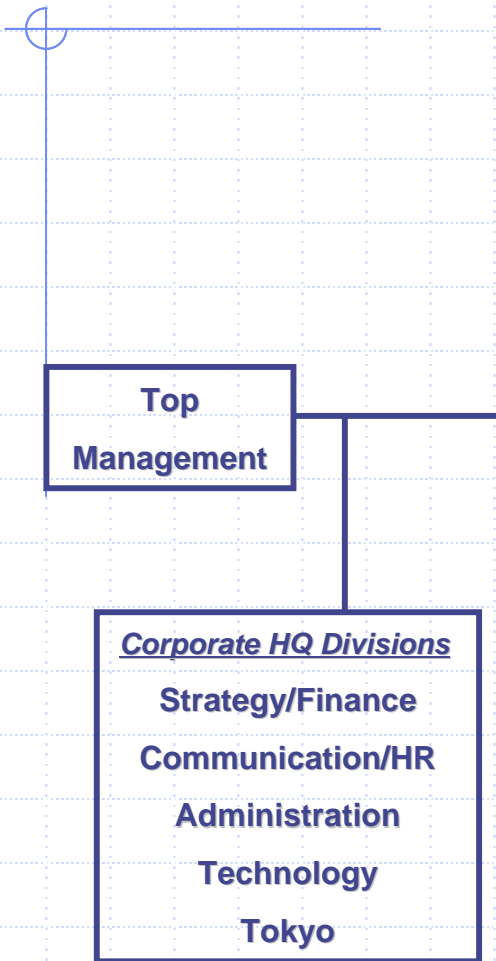 Top
Management
Corporate HQ Divisions
Strategy/Finance
Communication/HR
Administration
Technology
Tokyo